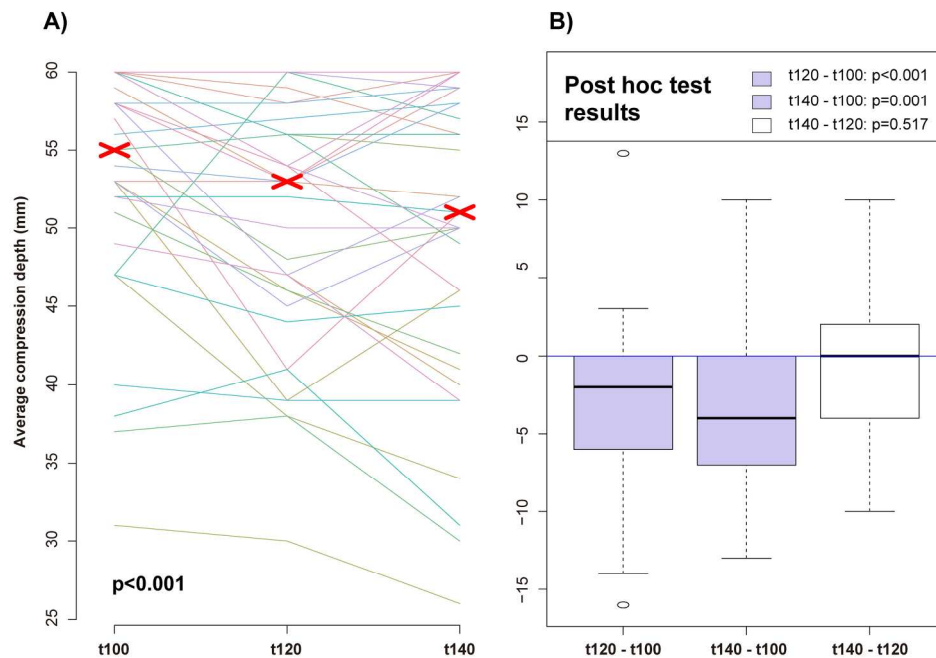 A)
Average compression depth (mm)
60
55
50
45
40
35
30
25
p<0.001
t100
t120
t140
B)
Post hoc test
results
t120 - t100: p<0.001
t140 - t100: p=0.001
t140 - t120: p=0.517
15
10
5
0
−5
−10
−15
t120 - t100
t140 - t100
t140 - t120